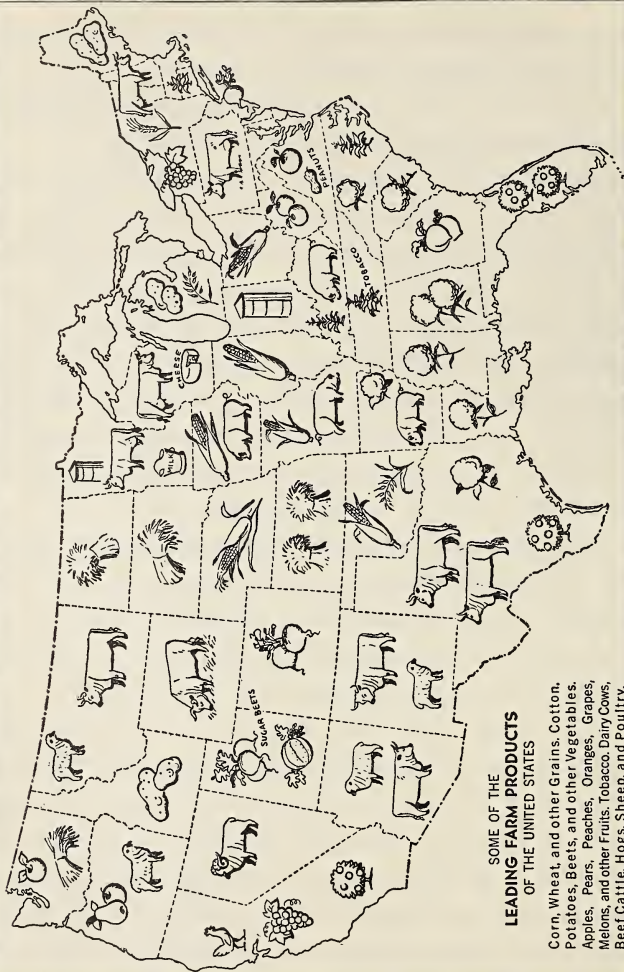 CHEESE
MILK
PEANUTS
TOBACCO
SUGAR BEETS
SOME OF THE
LEADING FARM PRODUCTS
OF THE UNITED STATES
Corn, Wheat, and other Grains. Cotton.
Potatoes, Beets, and other Vegetables.
Apples, Pears, Peaches, Oranges, Grapes,
Melons, and other Fruits. Tobacco. Dairy Cows,
Beef Cattle, Hogs, Sheep, and Poultry.